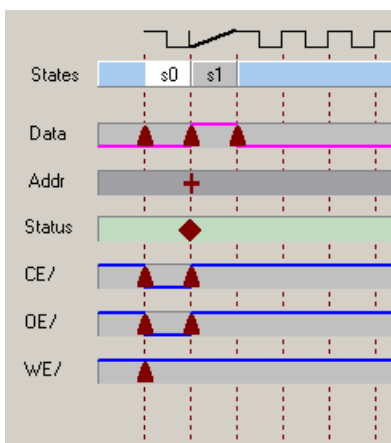 States s0 s1
Data
Addr
Status
CE/
OE/
WE/